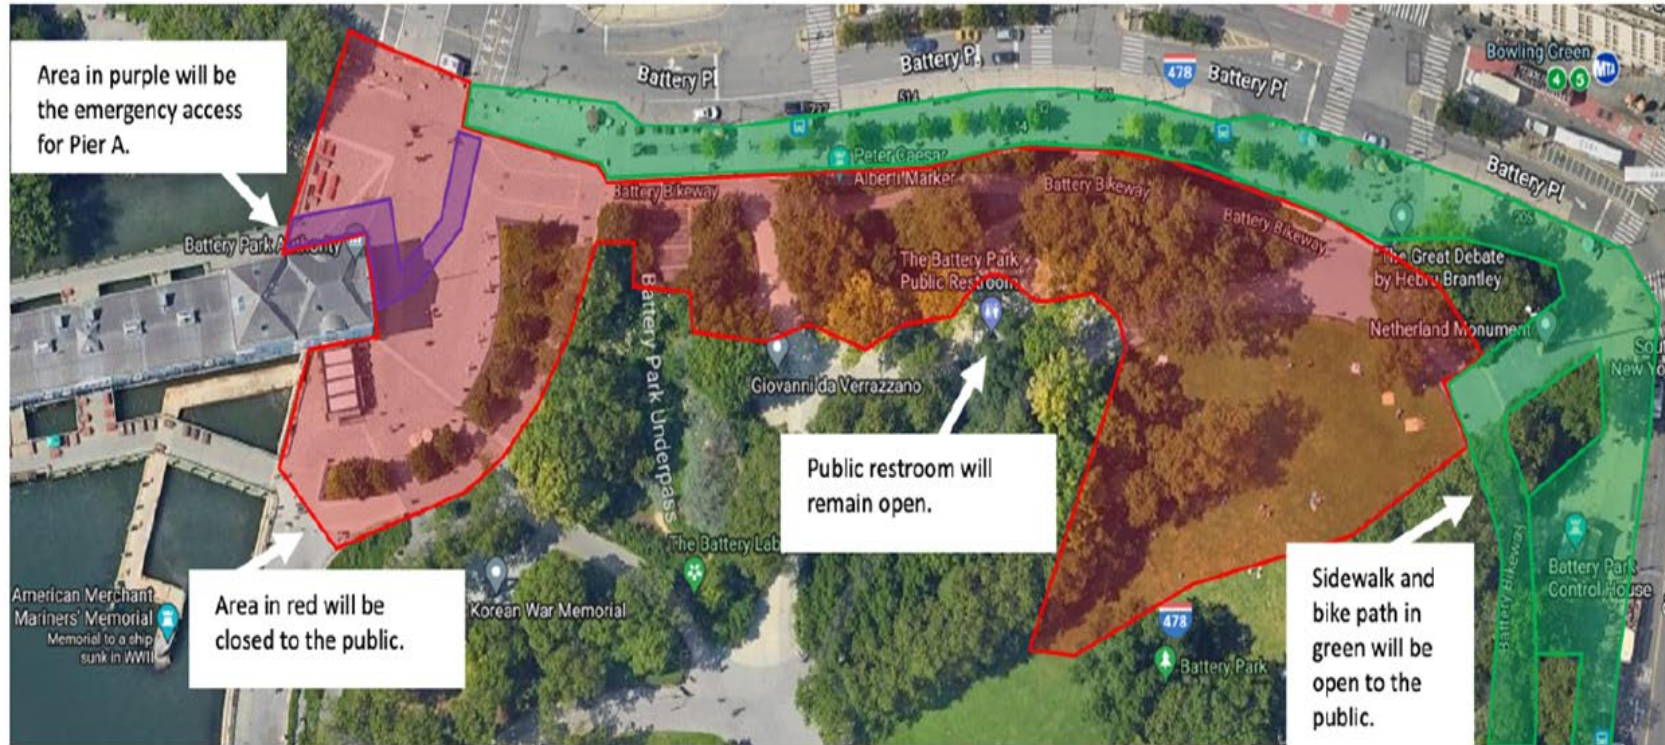 Area in purple will be
the emergency access
for Pier A.
Battery Pl
Battery P
478
Battery Pl
Bowling Green
4 5 MTA
Battery Pl
Peter Caesar
Alberti Marker
Battery Bikeway
Battery Bikeway
Battery Bikeway
Battery Park Authority
The Battery Park
Public Restroom
The Great Debate
by Hebru Brantley
Netherland Monument
Sou
New Yo
Battery Park Underpass
Giovanni da Verrazzano
Public restroom will
remain open.
The Battery Lab
Korean War Memorial
American Merchant
Mariners' Memorial
Memorial to a ship
sunk in WWII
Area in red will be
closed to the public.
478
Battery Park
Sidewalk and
bike path in
green will be
open to the
public.
Battery Bikeway
Battery Park
Control House